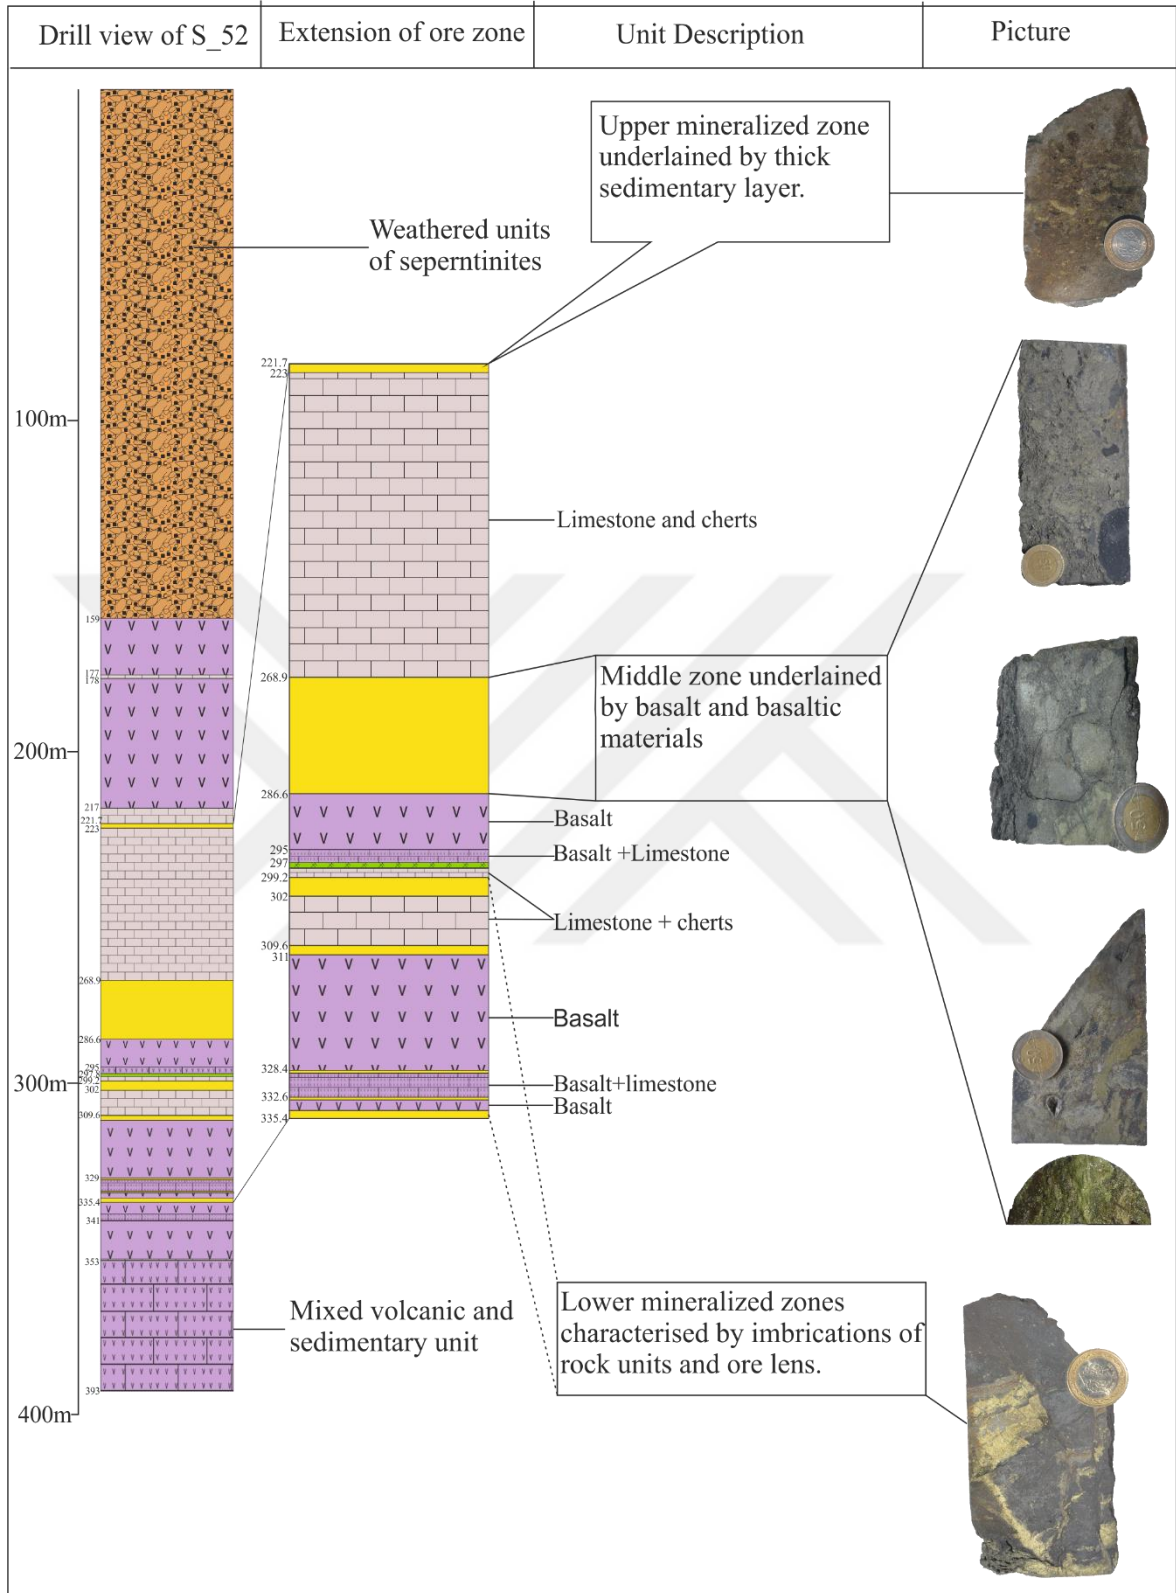 Drill view of S_52
Extension of ore zone
Unit Description
Picture
Upper mineralized zone
underlained by thick
sedimentary layer.
Weathered units
of seperntinites
100m
200m
300m
400m
159
177
178
217
221.7
223
268.9
286.6
295
299.2
302
309.6
329
335.4
341
353
393
221.7
223
268.9
286.6
295
297
299.2
302
309.6
311
328.4
332.6
335.4
Limestone and cherts
Middle zone underlained
by basalt and basaltic
materials
Basalt
Basalt +Limestone
Limestone + cherts
Basalt
Basalt+limestone
Basalt
Mixed volcanic and
sedimentary unit
Lower mineralized zones
characterised by imbrications of
rock units and ore lens.